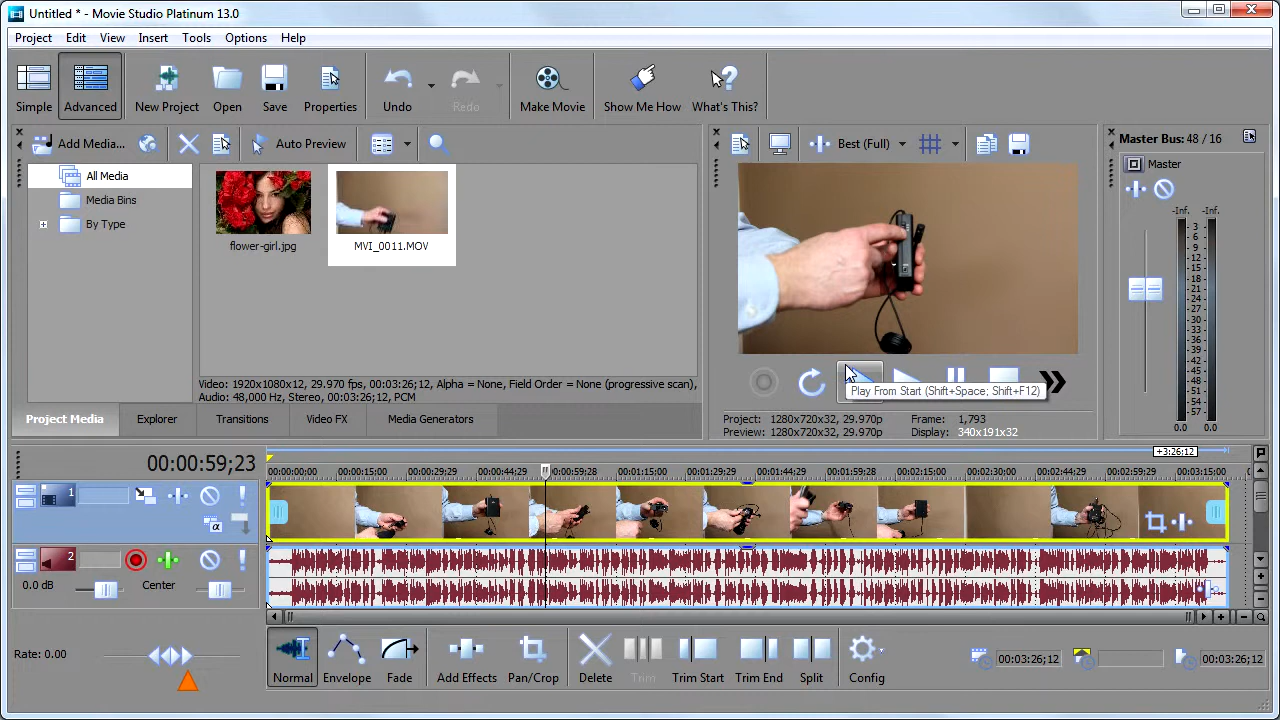 Untitled * - Movie Studio Platinum 13.0
Project Edit View Insert Tools Options Help
Simple Advanced New Project Open Save Properties Undo Redo Make Movie Show Me How What's This?
Add Media... Auto Preview
Best (Full)
Master Bus: 48 / 16
All Media
Media Bins
By Type
flower-girl.jpg
MVI_0011.MOV
Master
-Inf. -Inf.
3
6
9
12
15
18
21
24
27
30
33
36
39
42
45
48
51
54
57
0.0 0.0
Video: 1920x1080x12, 29.970 fps, 00:03:26;12, Alpha = None, Field Order = None (progressive scan),
Audio: 48,000 Hz, Stereo, 00:03:26;12, PCM
Play From Start (Shift+Space; Shift+F12)
Project Media Explorer Transitions Video FX Media Generators
Project: 1280x720x32, 29.970p Frame: 1,793
Preview: 1280x720x32, 29.970p Display: 340x191x32
+3:26:12
00:00:59;23
00:00:00;00 00:00:15;00 00:00:29;29 00:00:44;29 00:00:59;28 00:01:15;00 00:01:29;29 00:01:44;29 00:01:59;28 00:02:15;00 00:02:30;00 00:02:44;29 00:02:59;29 00:03:15;00
1
α
2
0.0 dB Center
Rate: 0.00
Normal Envelope Fade Add Effects Pan/Crop Delete Trim Trim Start Trim End Split Config
00:03:26;12 00:03:26;12